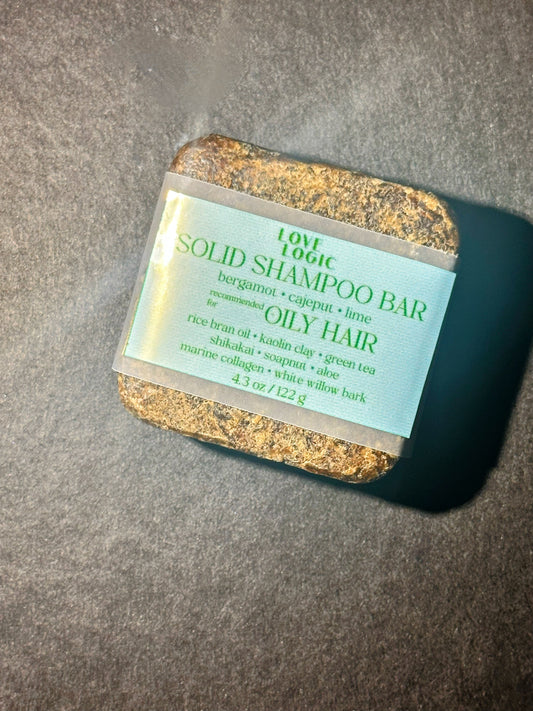 LOVE
LOGIC
SOLID SHAMPOO BAR
bergamot • cajeput • lime
recommended
for OILY HAIR
rice bran oil • kaolin clay • green tea
shikakai • soapnut • aloe
marine collagen • white willow bark
4.3 oz / 122 g